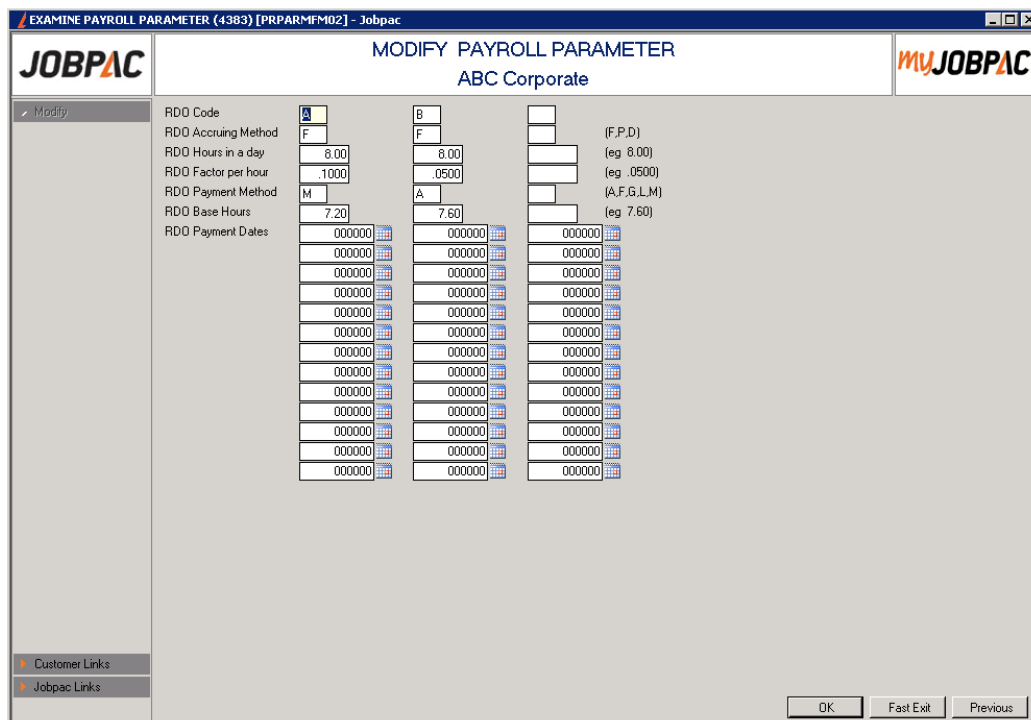 EXAMINE PAYROLL PARAMETER (4383) [PRPARMFM02] - Jobpac
JOBPAC
MODIFY PAYROLL PARAMETER
ABC Corporate
myJOBPAC
Modify
RDO Code A B
RDO Accruing Method F F (F,P,D)
RDO Hours in a day 8.00 8.00 (eg 8.00)
RDO Factor per hour .1000 .0500 (eg .0500)
RDO Payment Method M A (A,F,G,L,M)
RDO Base Hours 7.20 7.60 (eg 7.60)
RDO Payment Dates 000000 000000 000000
000000 000000 000000
000000 000000 000000
000000 000000 000000
000000 000000 000000
000000 000000 000000
000000 000000 000000
000000 000000 000000
000000 000000 000000
000000 000000 000000
000000 000000 000000
000000 000000 000000
000000 000000 000000
Customer Links
Jobpac Links
OK Fast Exit Previous